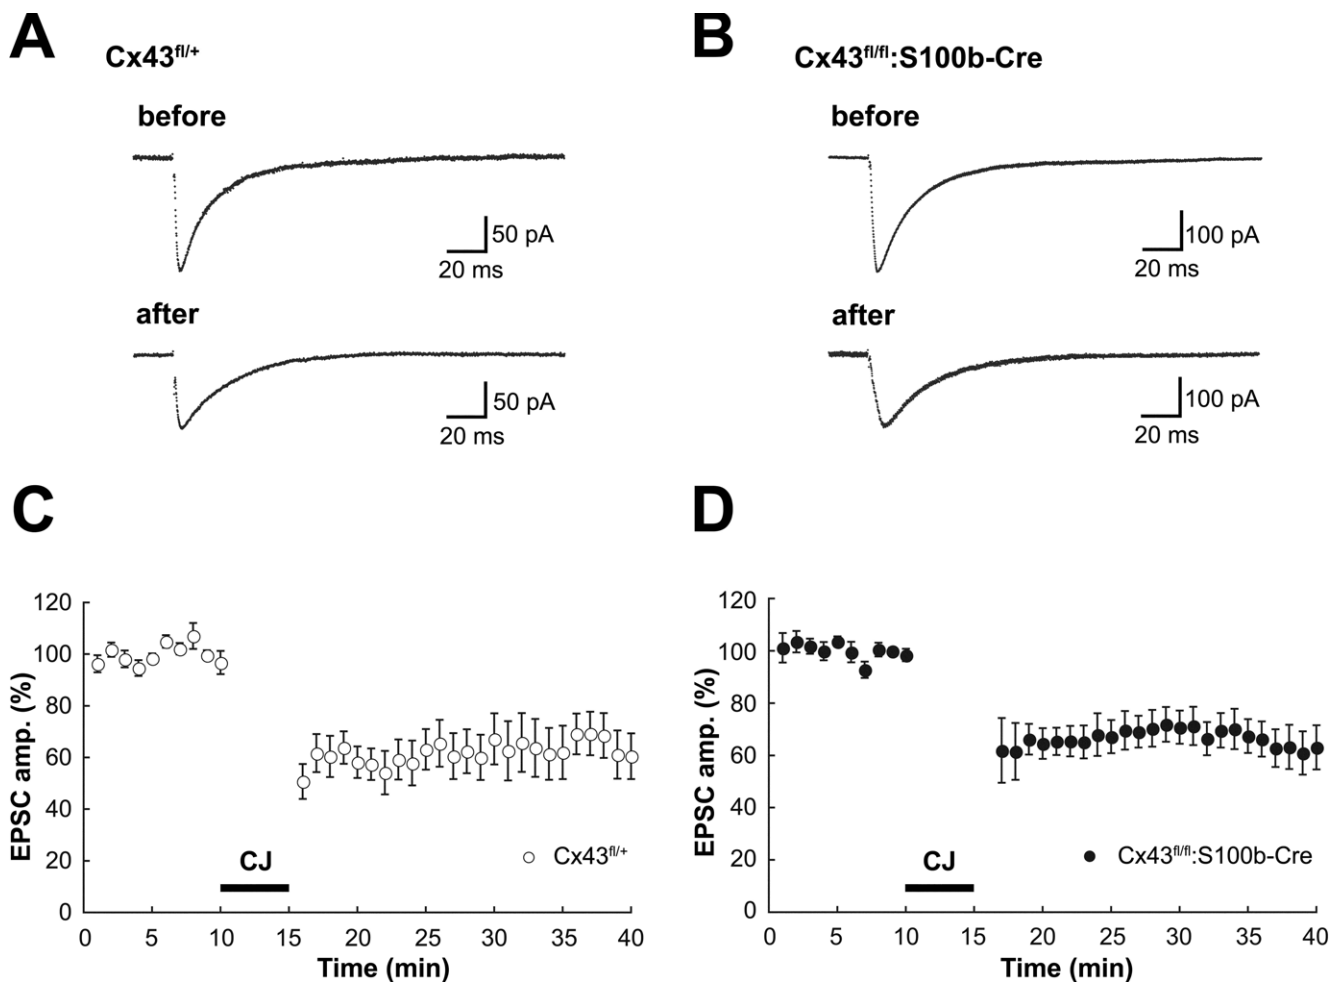 A
Cx43fl/+
before
50 pA
20 ms
after
50 pA
20 ms
B
Cx43fl/fl:S100b-Cre
before
100 pA
20 ms
after
100 pA
20 ms
C
EPSC amp. (%)
120
100
80
60
40
20
0
CJ
Cx43fl/+
0 5 10 15 20 25 30 35 40
Time (min)
D
EPSC amp. (%)
120
100
80
60
40
20
0
CJ
Cx43fl/fl:S100b-Cre
0 5 10 15 20 25 30 35 40
Time (min)